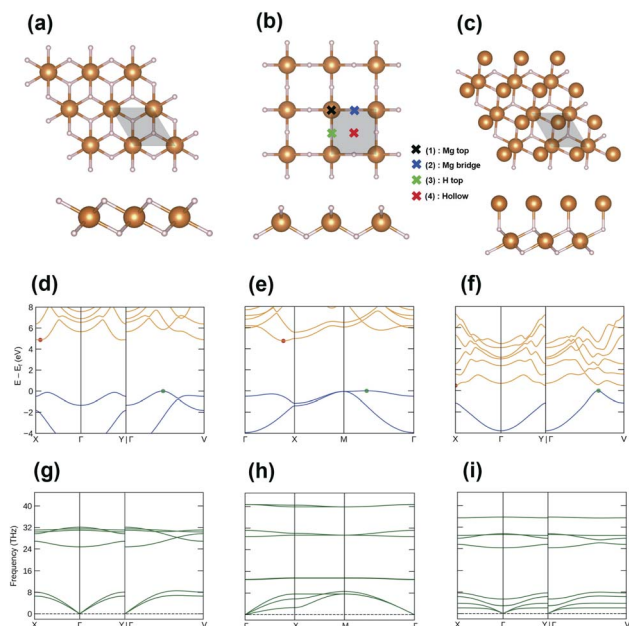 (a)
(b)
(c)
(1) : Mg top
(2) : Mg bridge
(3) : H top
(4) : Hollow
(d)
(e)
(f)
E − Ef (eV)
8
6
4
2
0
−2
−4
X Γ Y|Γ V
Γ X M Γ
X Γ Y|Γ V
(g)
(h)
(i)
Frequency (THz)
40
32
24
16
8
0
X Γ Y|Γ V
Γ X M Γ
X Γ Y|Γ V